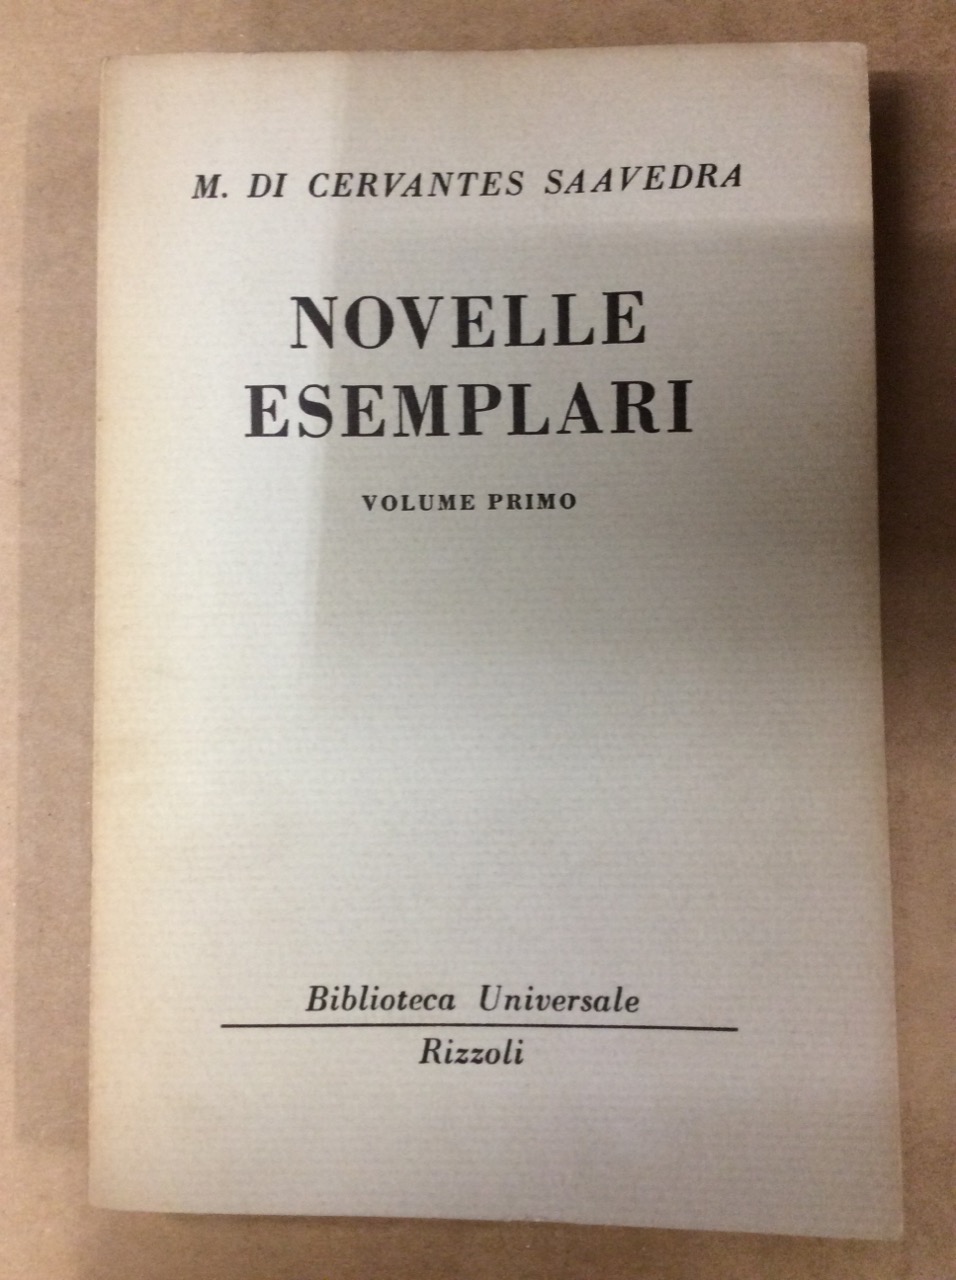 M. DI CERVANTES SAAVEDRA
NOVELLE
ESEMPLARI
VOLUME PRIMO
Biblioteca Universale
Rizzoli